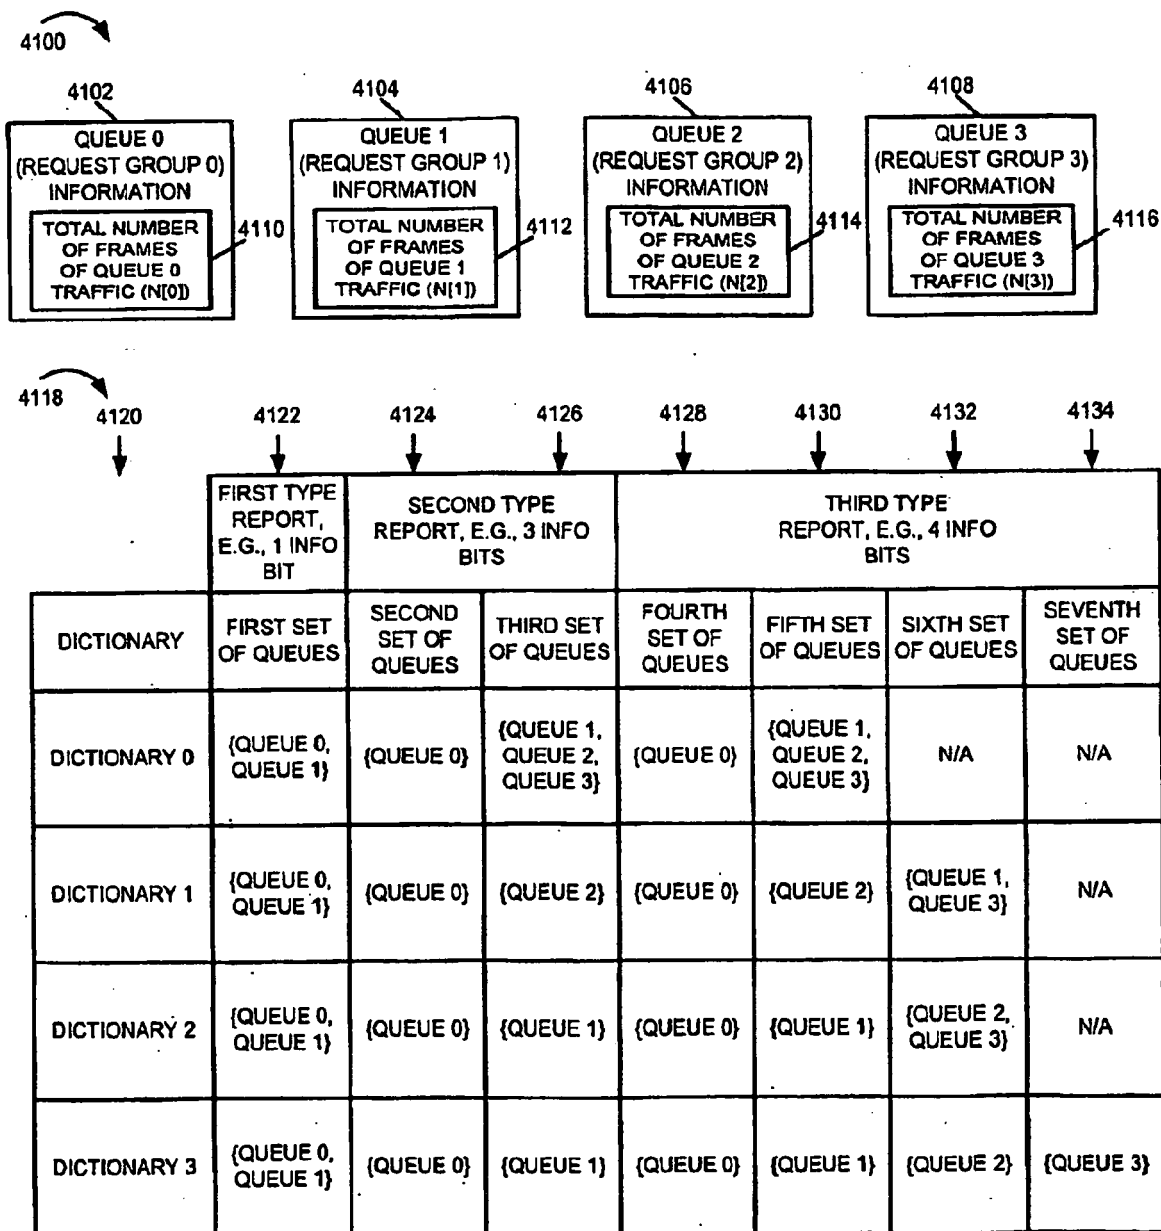 4100
4102
4104
4106
4108
QUEUE 0
(REQUEST GROUP 0)
INFORMATION
TOTAL NUMBER
OF FRAMES
OF QUEUE 0
TRAFFIC (N[0])
4110
QUEUE 1
(REQUEST GROUP 1)
INFORMATION
TOTAL NUMBER
OF FRAMES
OF QUEUE 1
TRAFFIC (N[1])
4112
QUEUE 2
(REQUEST GROUP 2)
INFORMATION
TOTAL NUMBER
OF FRAMES
OF QUEUE 2
TRAFFIC (N[2])
4114
QUEUE 3
(REQUEST GROUP 3)
INFORMATION
TOTAL NUMBER
OF FRAMES
OF QUEUE 3
TRAFFIC (N[3])
4116
4118
4120
4122
4124
4126
4128
4130
4132
4134
FIRST TYPE
REPORT,
E.G., 1 INFO
BIT
SECOND TYPE
REPORT, E.G., 3 INFO
BITS
THIRD TYPE
REPORT, E.G., 4 INFO
BITS
DICTIONARY
FIRST SET
OF QUEUES
SECOND
SET OF
QUEUES
THIRD SET
OF QUEUES
FOURTH
SET OF
QUEUES
FIFTH SET
OF QUEUES
SIXTH SET
OF QUEUES
SEVENTH
SET OF
QUEUES
DICTIONARY 0
{QUEUE 0,
QUEUE 1}
{QUEUE 0}
{QUEUE 1,
QUEUE 2,
QUEUE 3}
{QUEUE 0}
{QUEUE 1,
QUEUE 2,
QUEUE 3}
N/A
N/A
DICTIONARY 1
{QUEUE 0,
QUEUE 1}
{QUEUE 0}
{QUEUE 2}
{QUEUE 0}
{QUEUE 2}
{QUEUE 1,
QUEUE 3}
N/A
DICTIONARY 2
{QUEUE 0,
QUEUE 1}
{QUEUE 0}
{QUEUE 1}
{QUEUE 0}
{QUEUE 1}
{QUEUE 2,
QUEUE 3}
N/A
DICTIONARY 3
{QUEUE 0,
QUEUE 1}
{QUEUE 0}
{QUEUE 1}
{QUEUE 0}
{QUEUE 1}
{QUEUE 2}
{QUEUE 3}